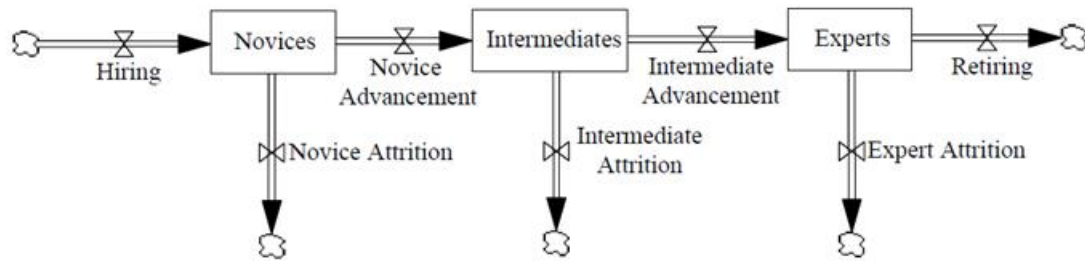 Novices
Intermediates
Experts
Hiring
Novice
Advancement
Intermediate
Advancement
Retiring
Novice Attrition
Intermediate
Attrition
Expert Attrition